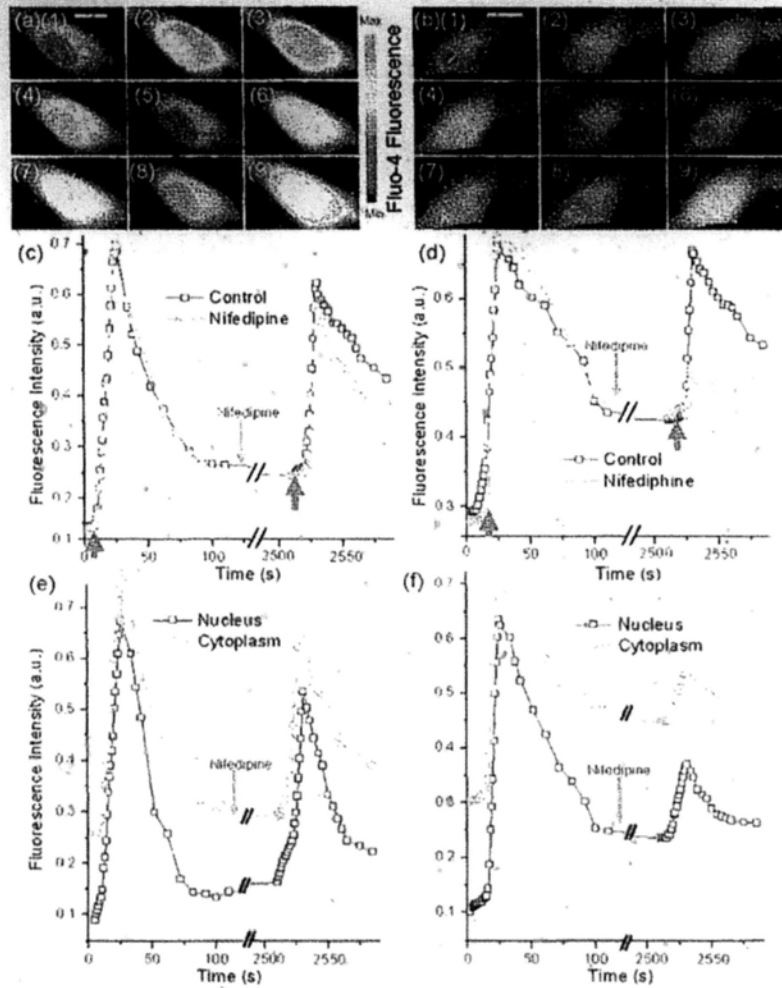 (a)(1) (2) (3)
(4) (5) (6)
(7) (8) (9)
Max
Fluo-4 Fluorescence
Min
(b)(1) (2) (3)
(4)
(7) 9)
(c)
Fluorescence Intensity (a.u.)
0.7
0.6
0.5
0.4
0.3
0.2
0.1
Control
Nifedipine
Nifedipine
0 50 100 2500 2550
Time (s)
(d)
Fluorescence Intensity (a.u.)
0.6
0.5
0.4
0.3
Nifedipine
Control
Nifediphine
0 50 100 2500 2550
Time (s)
(e)
Fluorescence Intensity (a.u.)
0.7
0.6
0.5
0.4
0.3
0.2
0.1
Nucleus
Cytoplasm
Nifedipine
0 50 2500 2550
Time (s)
(f)
Fluorescence Intensity (a.u.)
0.7
0.6
0.5
0.4
0.3
0.2
0.1
Nucleus
Cytoplasm
Nifedipine
0 50 100 2500 2550
Time (s)